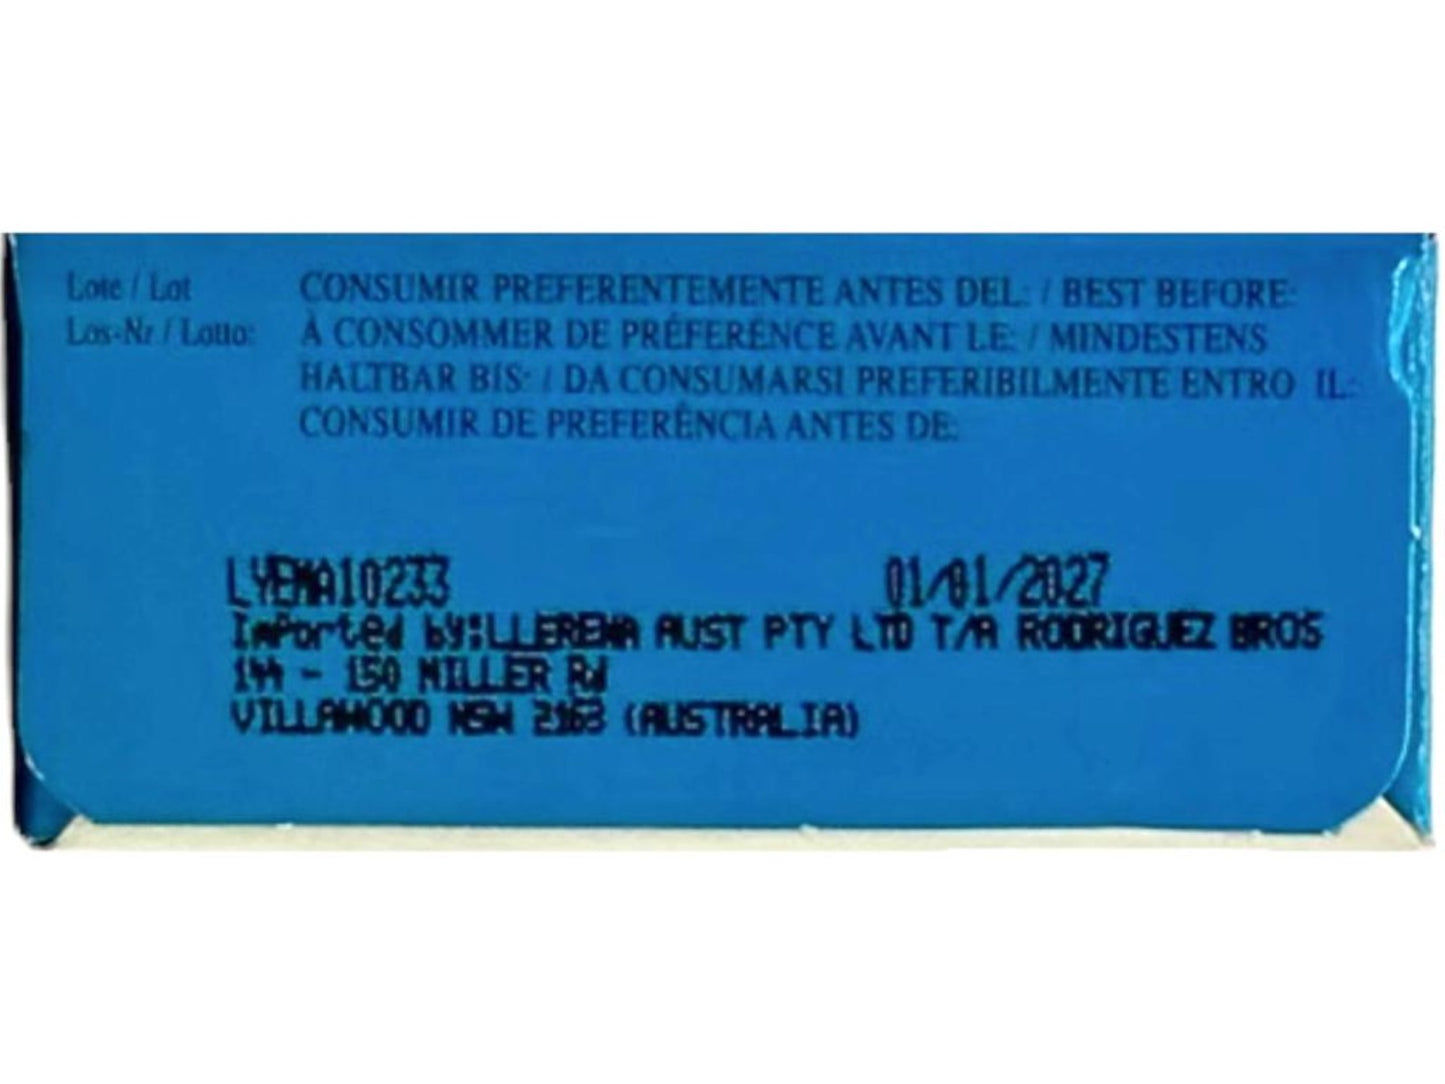 Lote / Lot
Los-Nr / Lotto:
CONSUMIR PREFERENTEMENTE ANTES DEL: / BEST BEFORE:
À CONSOMMER DE PRÉFÉRENCE AVANT LE: / MINDESTENS
HALTBAR BIS: / DA CONSUMARSI PREFERIBILMENTE ENTRO IL:
CONSUMIR DE PREFERÊNCIA ANTES DE:
LYEMA10233 01/01/2027
Imported by:LLERENA AUST PTY LTD T/A RODRIGUEZ BROS
144 - 150 MILLER Rd
VILLAWOOD NSW 2163 (AUSTRALIA)